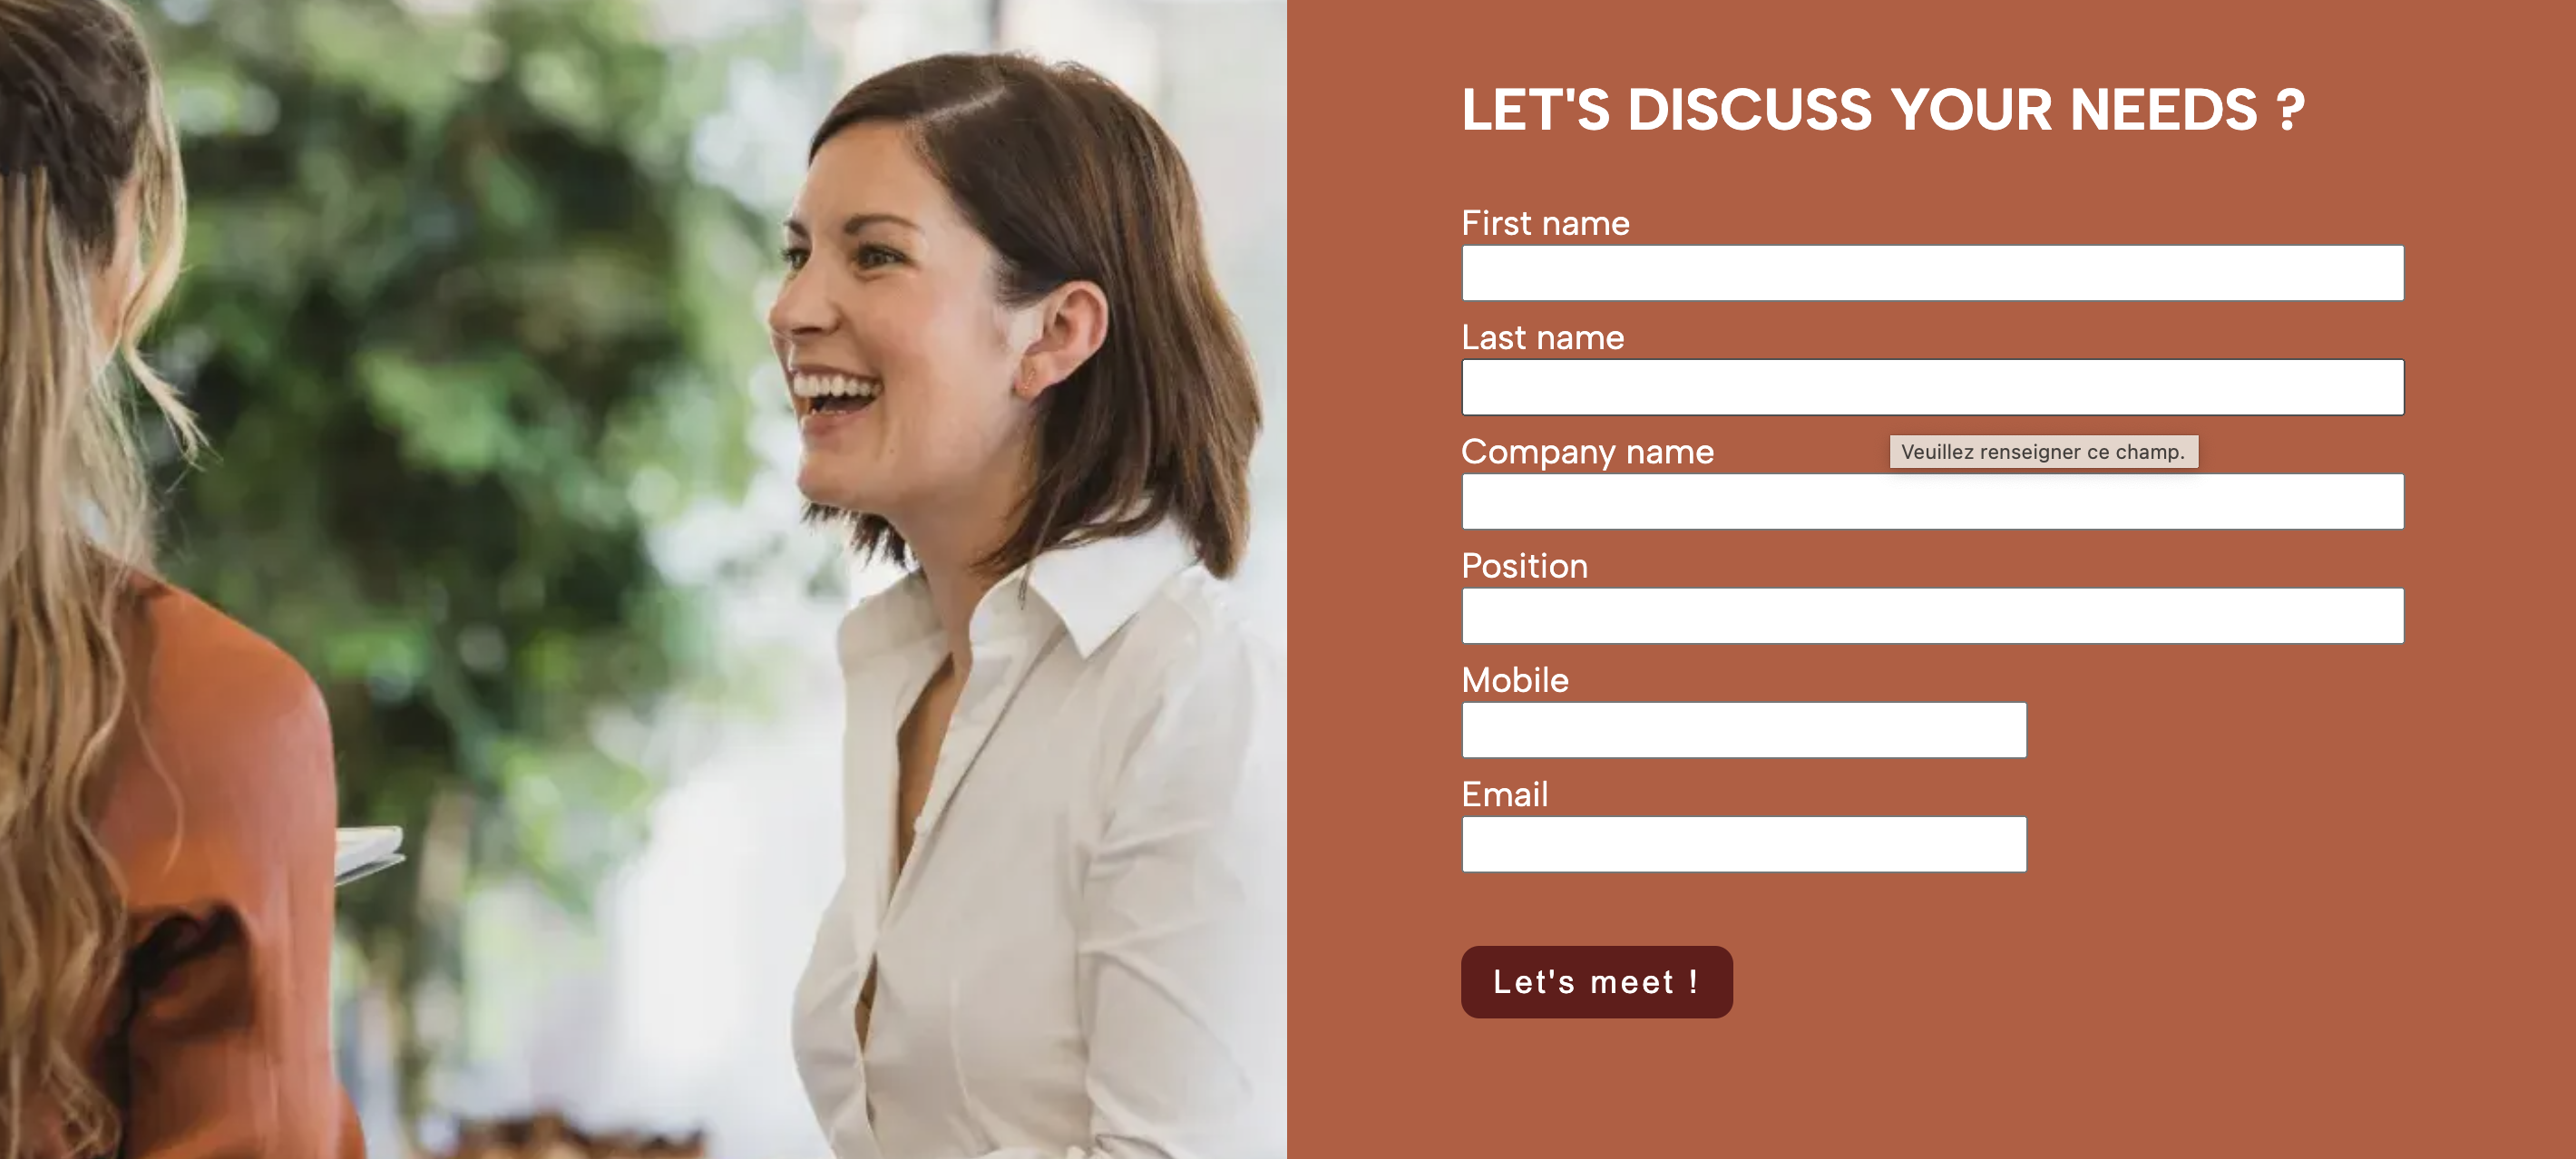 LET'S DISCUSS YOUR NEEDS ?
First name
Last name
Company name
Veuillez renseigner ce champ.
Position
Mobile
Email
Let's meet !